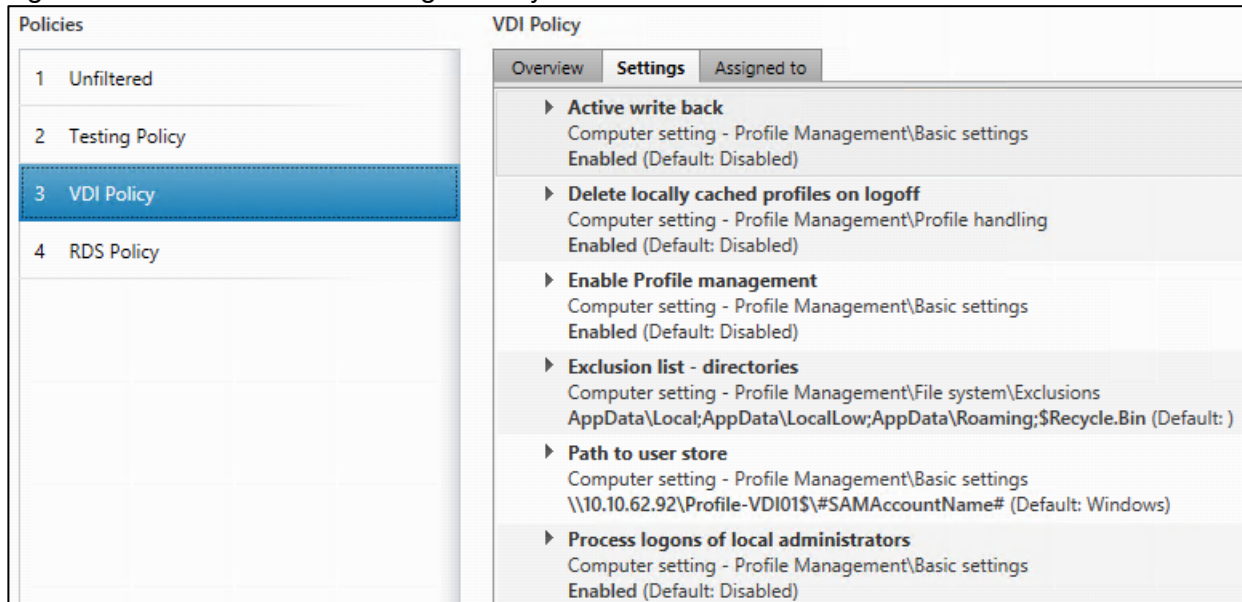 Policies
1 Unfiltered
2 Testing Policy
3 VDI Policy
4 RDS Policy
VDI Policy
Overview Settings Assigned to
Active write back
Computer setting - Profile Management\Basic settings
Enabled (Default: Disabled)
Delete locally cached profiles on logoff
Computer setting - Profile Management\Profile handling
Enabled (Default: Disabled)
Enable Profile management
Computer setting - Profile Management\Basic settings
Enabled (Default: Disabled)
Exclusion list - directories
Computer setting - Profile Management\File system\Exclusions
AppData\Local;AppData\LocalLow;AppData\Roaming;$Recycle.Bin (Default: )
Path to user store
Computer setting - Profile Management\Basic settings
\\10.10.62.92\Profile-VDI01$\#SAMAccountName# (Default: Windows)
Process logons of local administrators
Computer setting - Profile Management\Basic settings
Enabled (Default: Disabled)